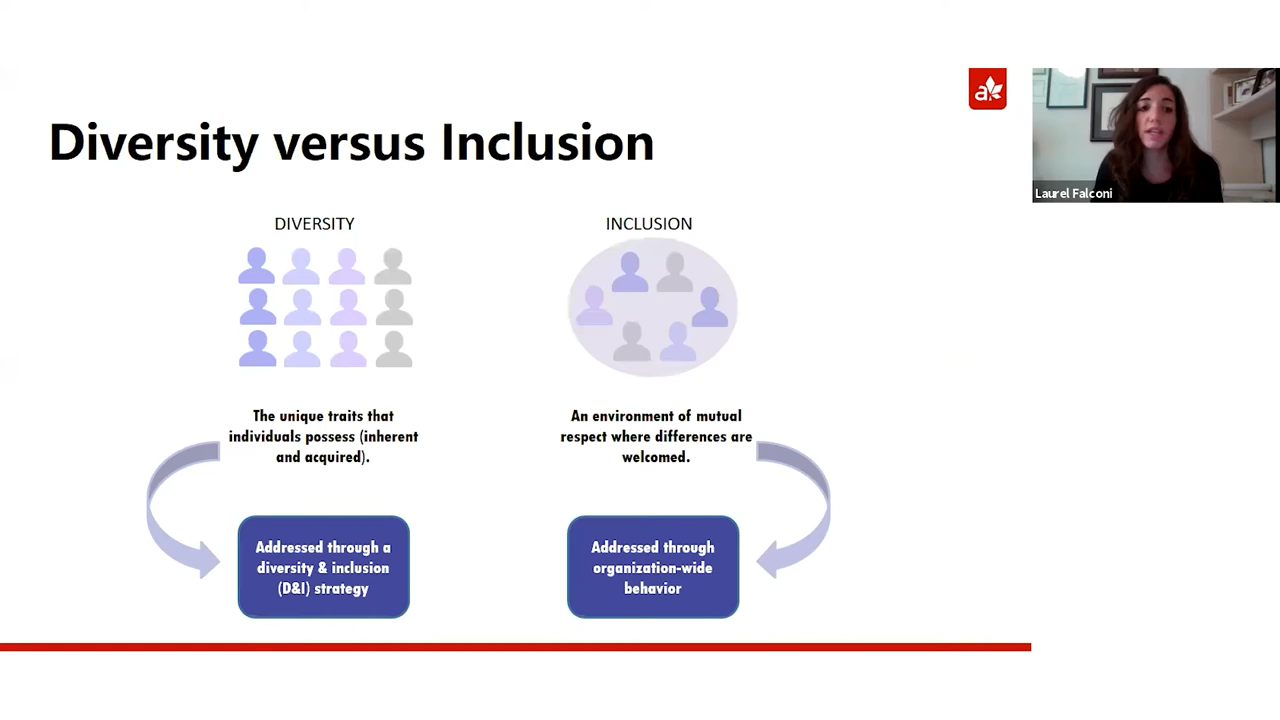 Diversity versus Inclusion
a
Laurel Falconi
DIVERSITY
INCLUSION
The unique traits that
individuals possess (inherent
and acquired).
An environment of mutual
respect where differences are
welcomed.
Addressed through a
diversity & inclusion
(D&I) strategy
Addressed through
organization-wide
behavior